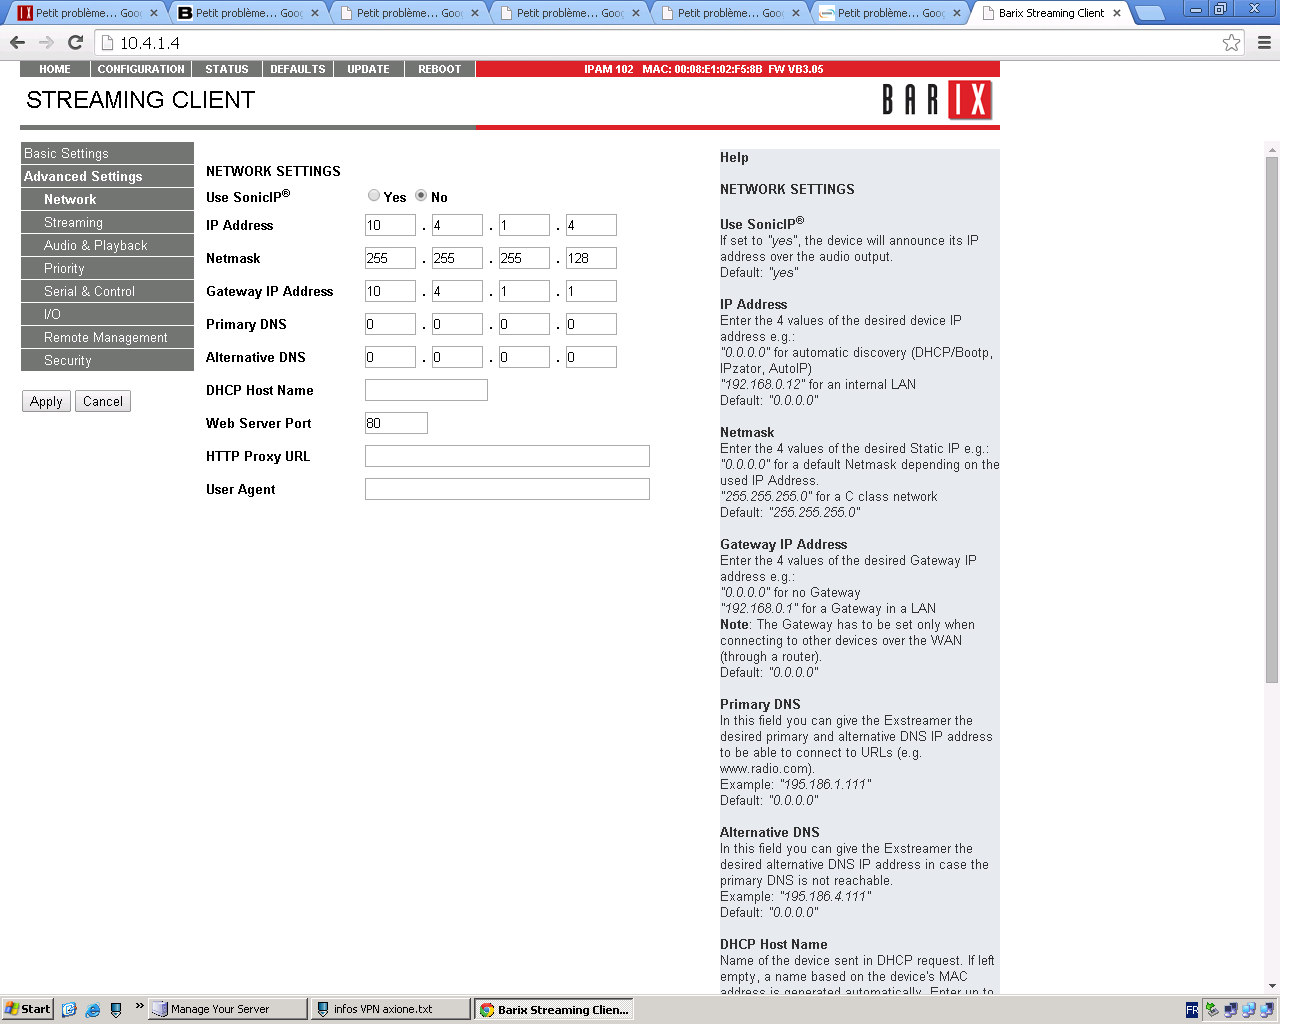 Petit problème... Goo
Petit problème... Goo
Petit problème... Goo
Petit problème... Goo
Petit problème... Goo
Petit problème... Goo
Barix Streaming Client
10.4.1.4
HOME CONFIGURATION STATUS DEFAULTS UPDATE REBOOT IPAM 102 MAC: 00:08:E1:02:F5:8B FW VB3.05
STREAMING CLIENT
BARIX
Basic Settings
Advanced Settings
Network
Streaming
Audio & Playback
Priority
Serial & Control
I/O
Remote Management
Security
Apply Cancel
NETWORK SETTINGS
Use SonicIP® Yes No
IP Address 10 . 4 . 1 . 4
Netmask 255 . 255 . 255 . 128
Gateway IP Address 10 . 4 . 1 . 1
Primary DNS 0 . 0 . 0 . 0
Alternative DNS 0 . 0 . 0 . 0
DHCP Host Name
Web Server Port 80
HTTP Proxy URL
User Agent
Help
NETWORK SETTINGS
Use SonicIP®
If set to "yes", the device will announce its IP
address over the audio output.
Default: "yes"
IP Address
Enter the 4 values of the desired device IP
address e.g.:
"0.0.0.0" for automatic discovery (DHCP/Bootp,
IPzator, AutoIP)
"192.168.0.12" for an internal LAN
Default: "0.0.0.0"
Netmask
Enter the 4 values of the desired Static IP e.g.:
"0.0.0.0" for a default Netmask depending on the
used IP Address.
"255.255.255.0" for a C class network
Default: "255.255.255.0"
Gateway IP Address
Enter the 4 values of the desired Gateway IP
address e.g.:
"0.0.0.0" for no Gateway
"192.168.0.1" for a Gateway in a LAN
Note: The Gateway has to be set only when
connecting to other devices over the WAN
(through a router).
Default: "0.0.0.0"
Primary DNS
In this field you can give the Exstreamer the
desired primary and alternative DNS IP address
to be able to connect to URLs (e.g.
www.radio.com).
Example: "195.186.1.111"
Default: "0.0.0.0"
Alternative DNS
In this field you can give the Exstreamer the
desired alternative DNS IP address in case the
primary DNS is not reachable.
Example: "195.186.4.111"
Default: "0.0.0.0"
DHCP Host Name
Name of the device sent in DHCP request. If left
empty, a name based on the device's MAC
address is generated automatically. Enter up to
Start
Manage Your Server
infos VPN axione.txt
Barix Streaming Clien...
FR